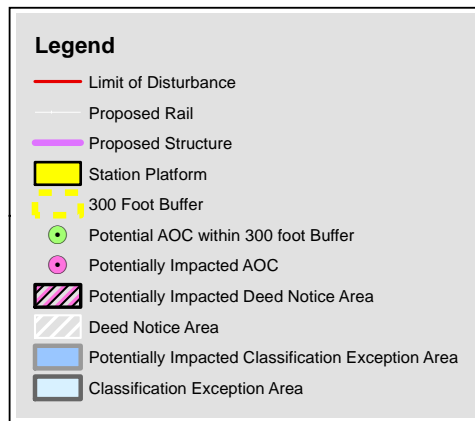 Legend
Limit of Disturbance
Proposed Rail
Proposed Structure
Station Platform
300 Foot Buffer
Potential AOC within 300 foot Buffer
Potentially Impacted AOC
Potentially Impacted Deed Notice Area
Deed Notice Area
Potentially Impacted Classification Exception Area
Classification Exception Area